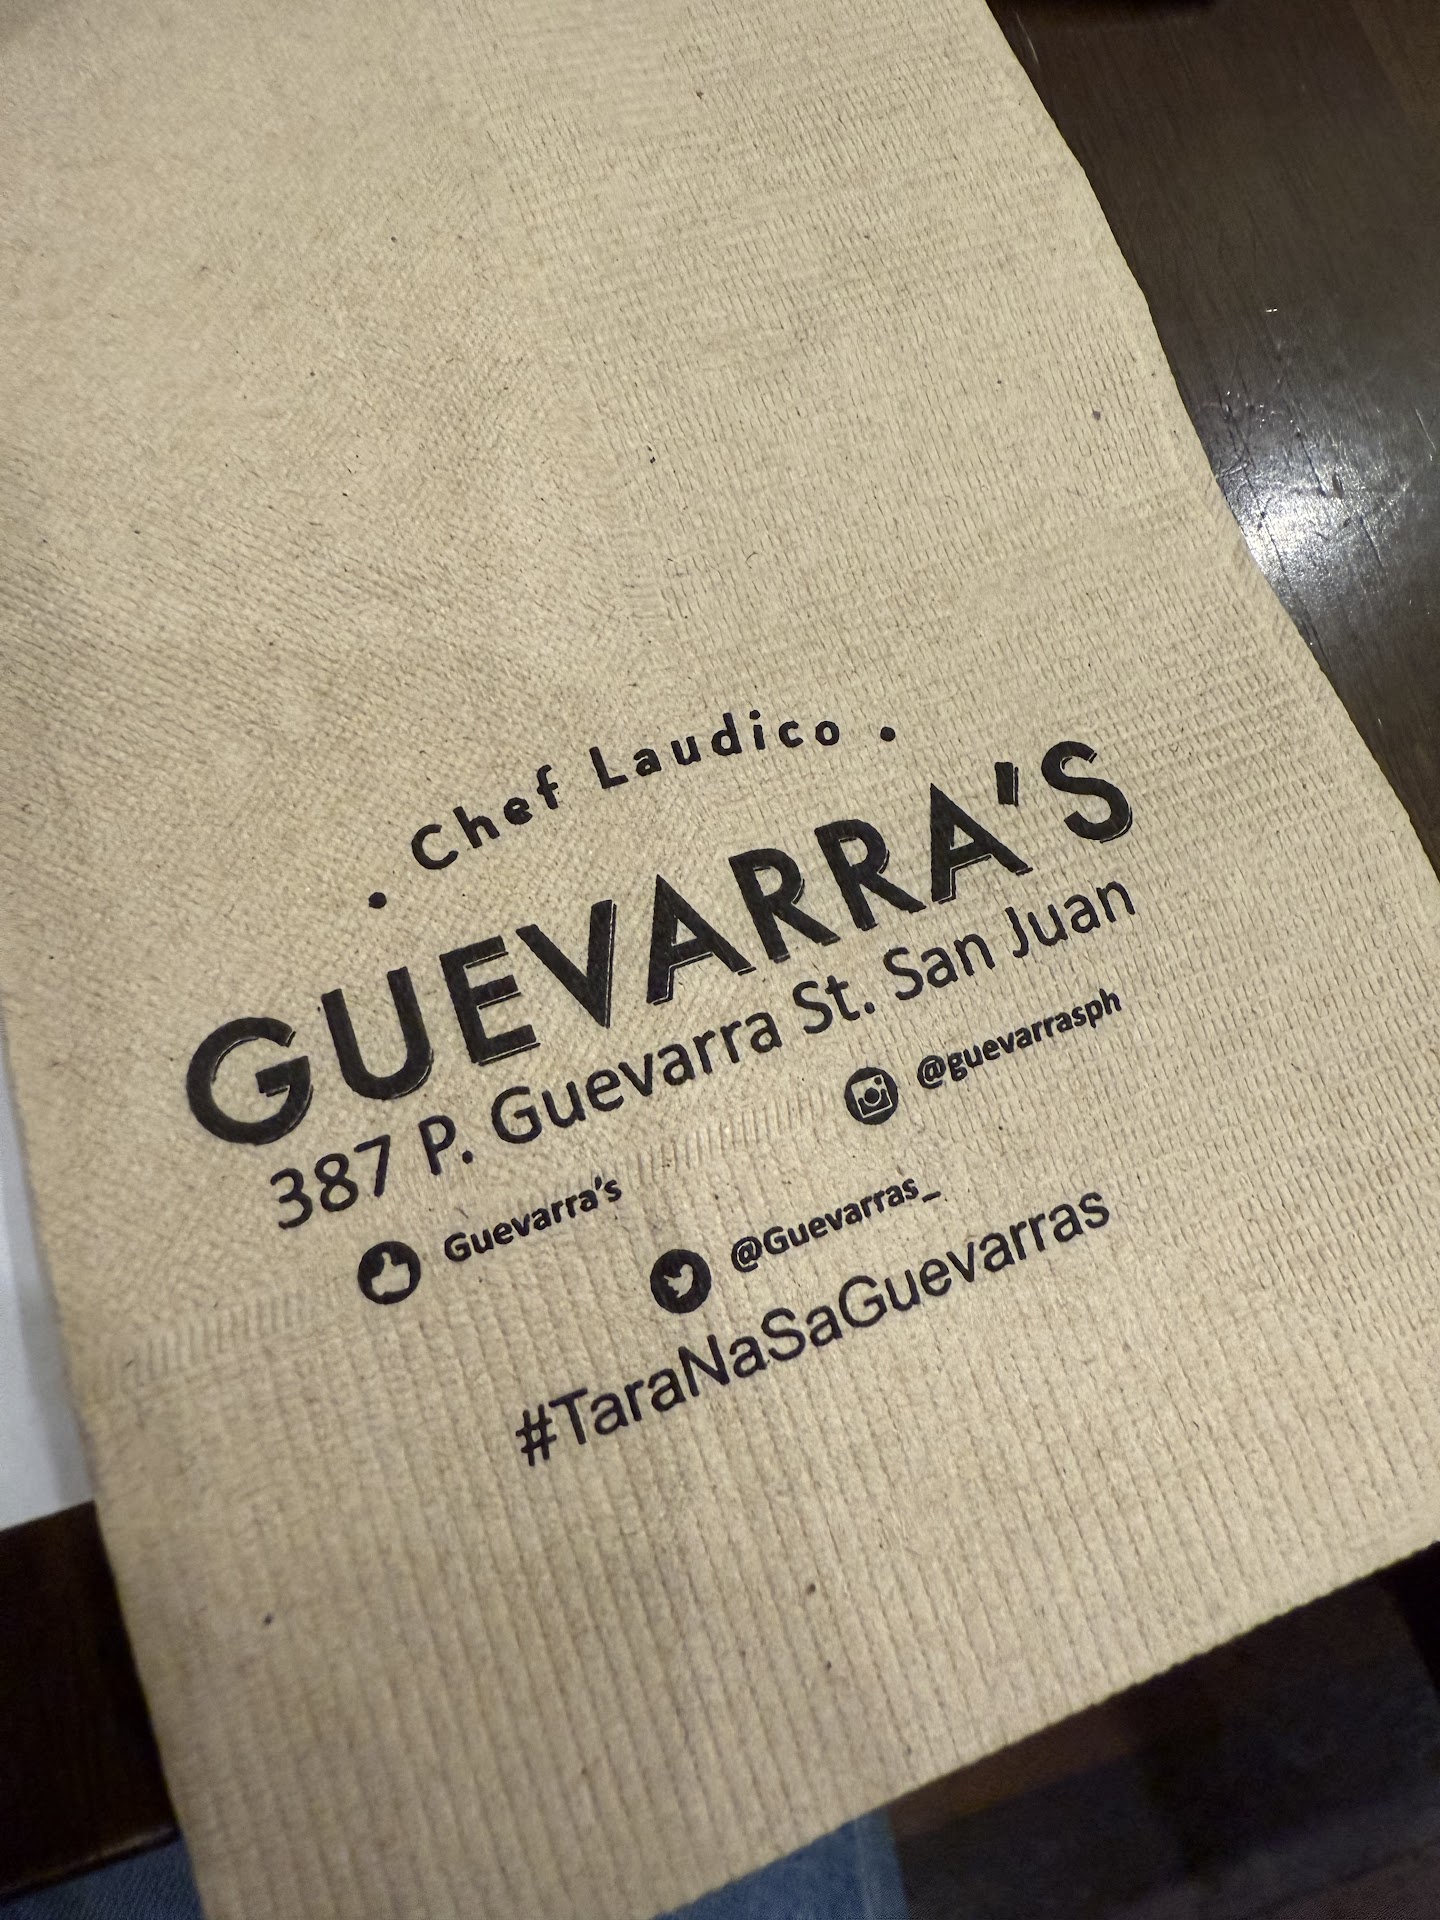 . Chef Laudico .
GUEVARRA'S
387 P. Guevarra St. San Juan
Guevarra's
@guevarrasph
@Guevarras_
#TaraNaSaGuevarras